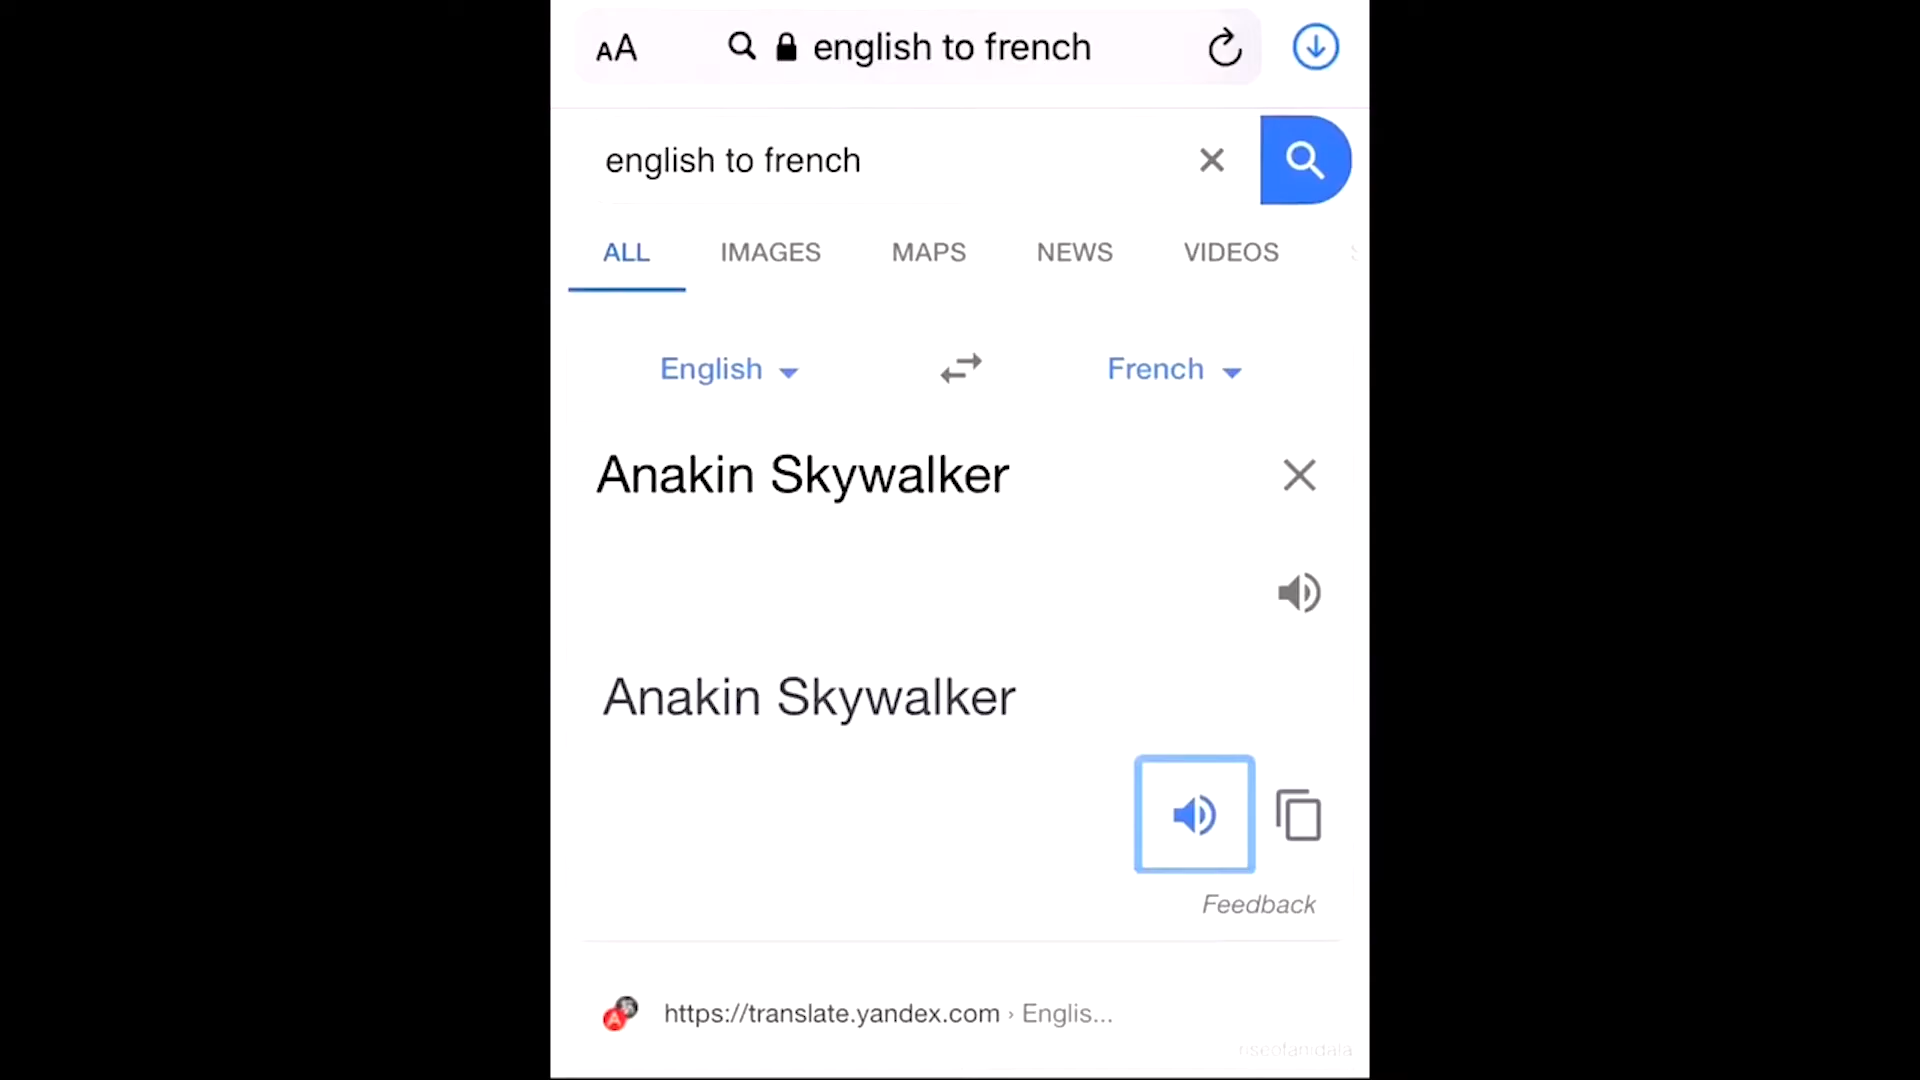 AA english to french
english to french
ALL IMAGES MAPS NEWS VIDEOS
English French
Anakin Skywalker
Anakin Skywalker
Feedback
https://translate.yandex.com › Englis...
riseofanidala